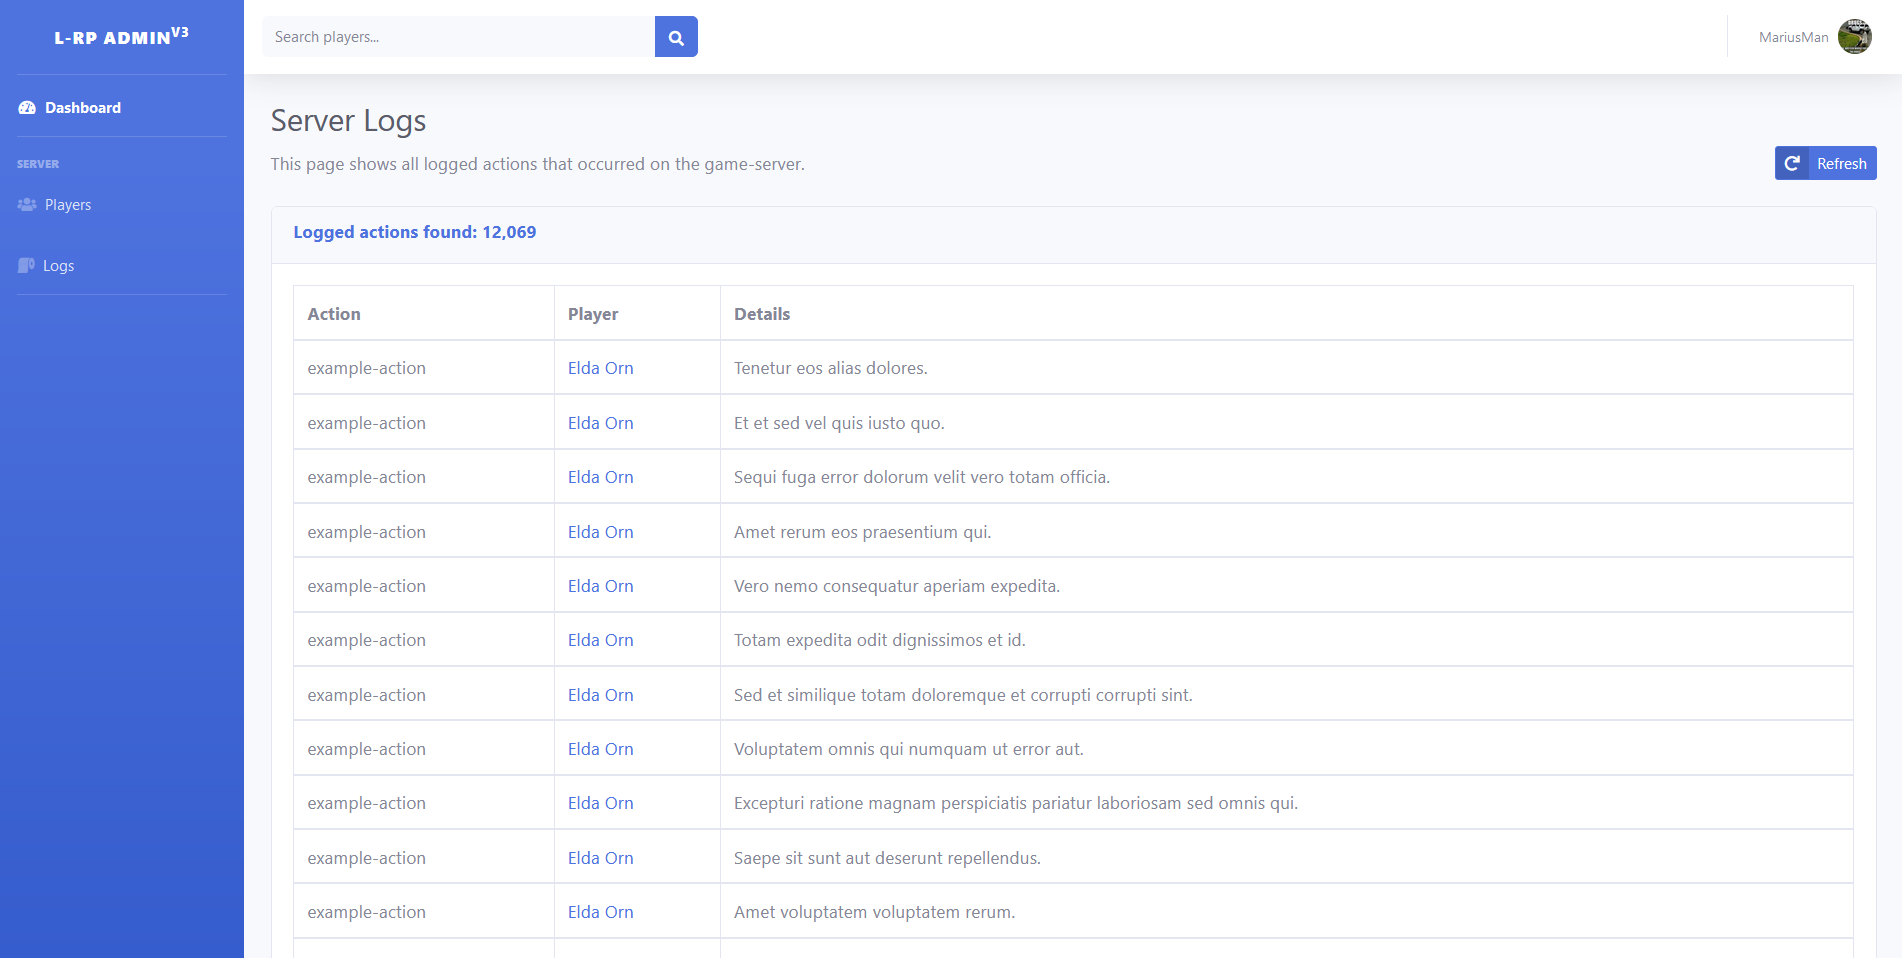 L-RP ADMINV3
Search players...
MariusMan
Dashboard
SERVER
Players
Logs
Server Logs
This page shows all logged actions that occurred on the game-server.
Refresh
Logged actions found: 12,069
Action Player Details
example-action Elda Orn Tenetur eos alias dolores.
example-action Elda Orn Et et sed vel quis iusto quo.
example-action Elda Orn Sequi fuga error dolorum velit vero totam officia.
example-action Elda Orn Amet rerum eos praesentium qui.
example-action Elda Orn Vero nemo consequatur aperiam expedita.
example-action Elda Orn Totam expedita odit dignissimos et id.
example-action Elda Orn Sed et similique totam doloremque et corrupti corrupti sint.
example-action Elda Orn Voluptatem omnis qui numquam ut error aut.
example-action Elda Orn Excepturi ratione magnam perspiciatis pariatur laboriosam sed omnis qui.
example-action Elda Orn Saepe sit sunt aut deserunt repellendus.
example-action Elda Orn Amet voluptatem voluptatem rerum.